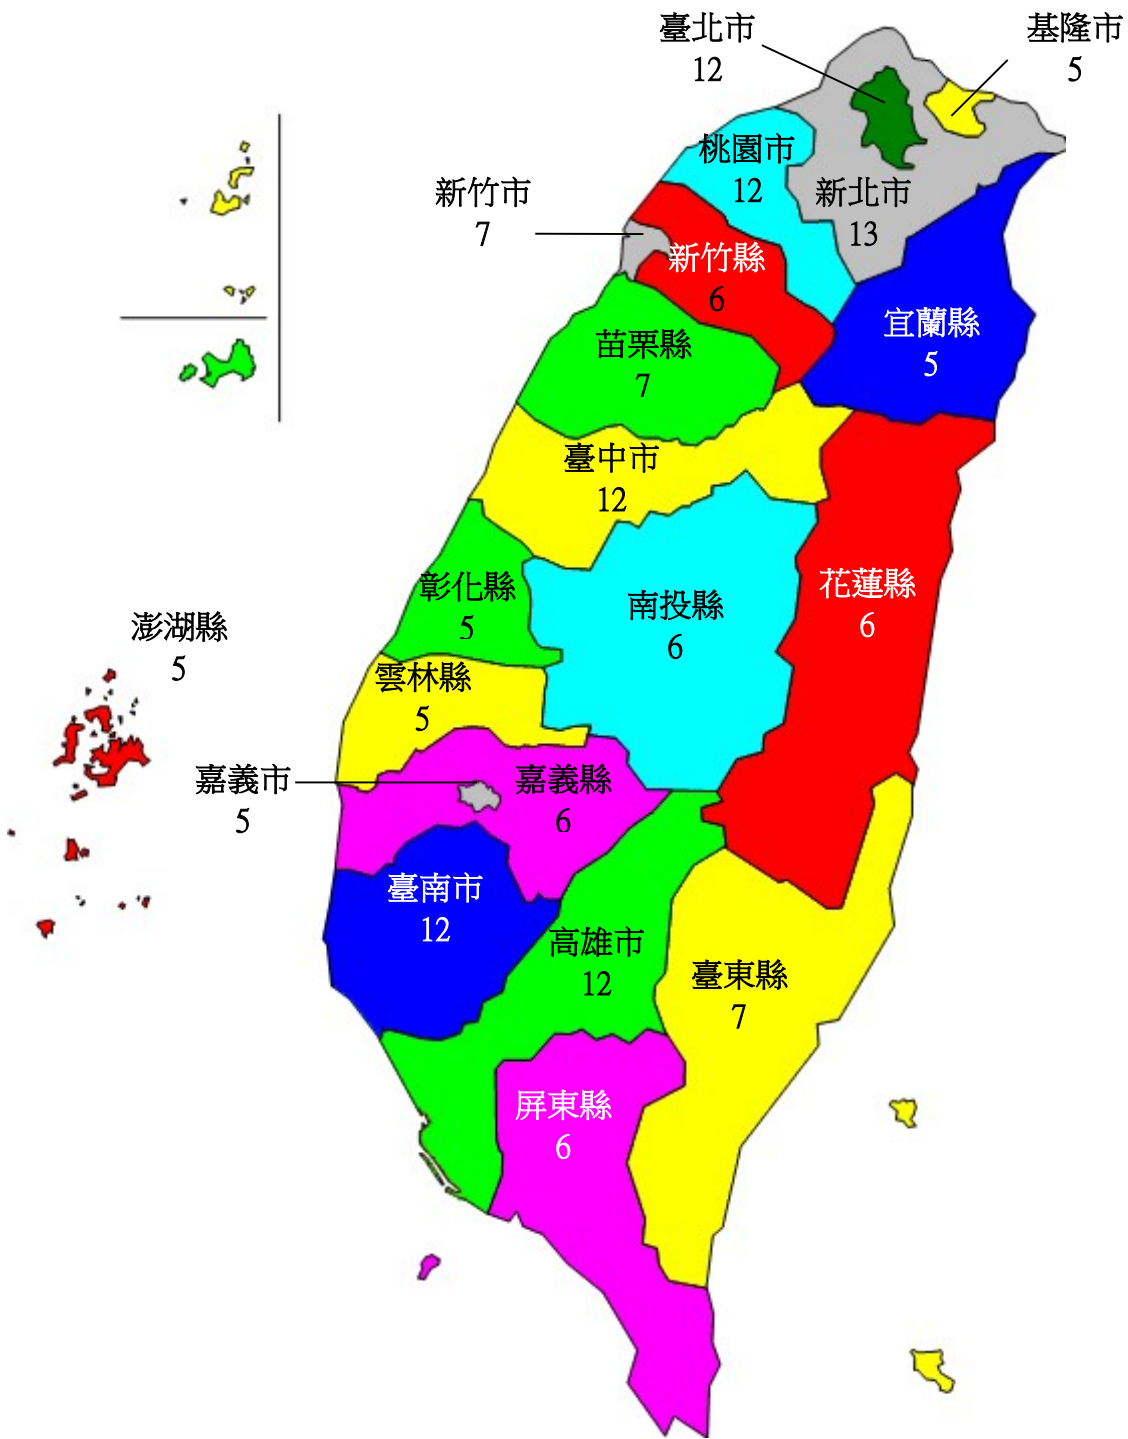 臺北市
12
基隆市
5
桃園市
12
新北市
13
新竹市
7
新竹縣
6
宜蘭縣
5
苗栗縣
7
臺中市
12
彰化縣
5
南投縣
6
花蓮縣
6
澎湖縣
5
雲林縣
5
嘉義市
5
嘉義縣
6
臺南市
12
高雄市
12
臺東縣
7
屏東縣
6